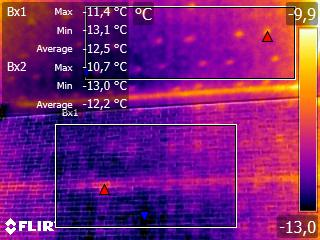 Bx1 Max -11,4 °C °C -9,9
Min -13,1 °C
Average -12,5 °C
Bx2 Max -10,7 °C
Min -13,0 °C
Average -12,2 °C
Bx1
FLIR -13,0